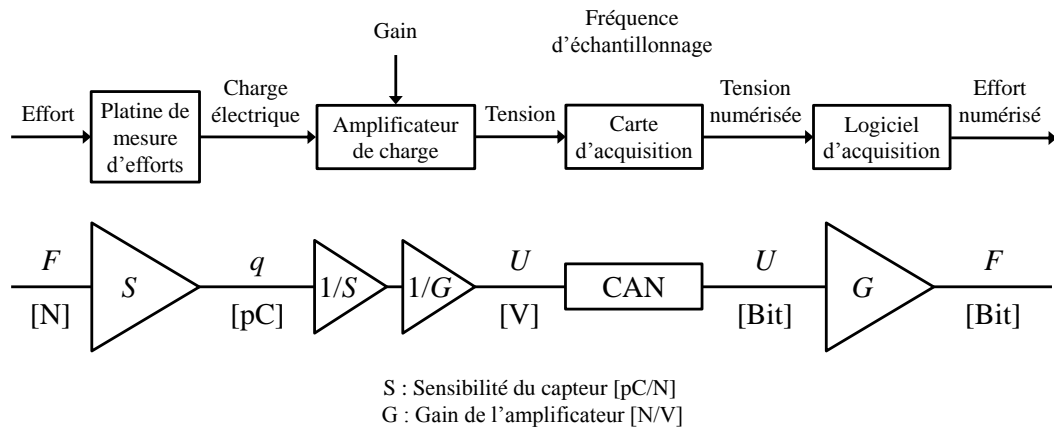 Fréquence
d'échantillonnage
Gain
Effort
Platine de
mesure
d'efforts
Charge
électrique
Amplificateur
de charge
Tension
Carte
d'acquisition
Tension
numérisée
Logiciel
d'acquisition
Effort
numérisé
F
[N]
S
q
[pC]
1/S
1/G
U
[V]
CAN
U
[Bit]
G
F
[Bit]
S : Sensibilité du capteur [pC/N]
G : Gain de l'amplificateur [N/V]